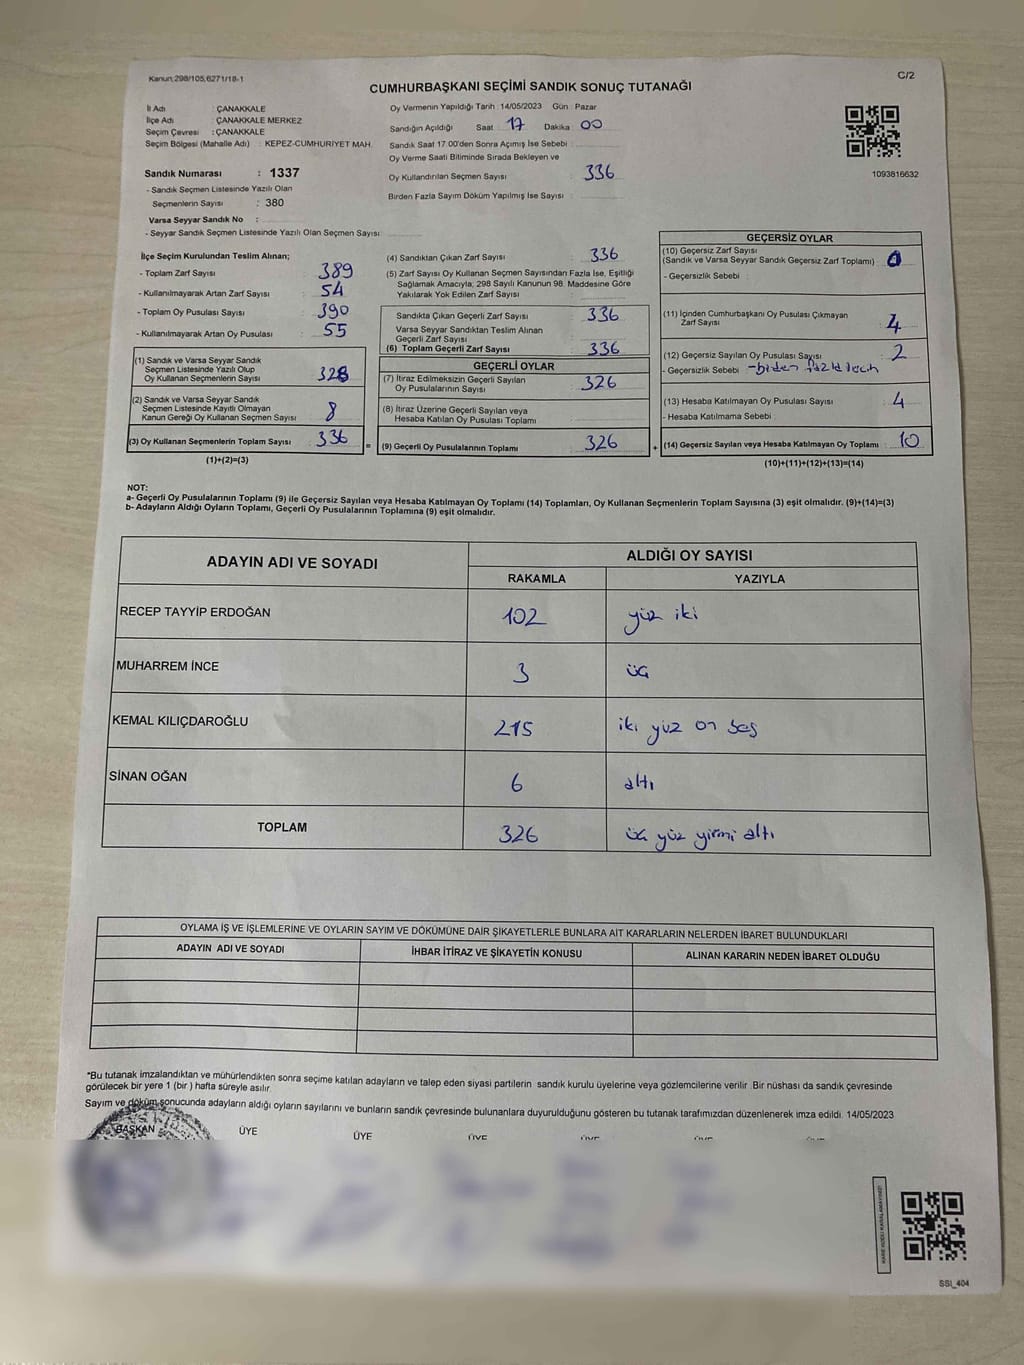 Kanun;298/105,6271/18-1
C/2
CUMHURBAŞKANI SEÇİMİ SANDIK SONUÇ TUTANAĞI
İl Adı : ÇANAKKALE
İlçe Adı : ÇANAKKALE MERKEZ
Seçim Çevresi : ÇANAKKALE
Seçim Bölgesi (Mahalle Adı) : KEPEZ-CUMHURİYET MAH.
Sandık Numarası : 1337
- Sandık Seçmen Listesinde Yazılı Olan
Seçmenlerin Sayısı : 380
Varsa Seyyar Sandık No :
- Seyyar Sandık Seçmen Listesinde Yazılı Olan Seçmen Sayısı:
Oy Vermenin Yapıldığı Tarih : 14/05/2023 Gün : Pazar
Sandığın Açıldığı Saat 17 Dakika 00
Sandık Saat 17.00'den Sonra Açımış İse Sebebi :
Oy Verme Saati Bitiminde Sırada Bekleyen ve
Oy Kullandırılan Seçmen Sayısı : 336
Birden Fazla Sayım Döküm Yapılmış İse Sayısı :
1093816632
İlçe Seçim Kurulundan Teslim Alınan;
- Toplam Zarf Sayısı : 389
- Kullanılmayarak Artan Zarf Sayısı : 54
- Toplam Oy Pusulası Sayısı : 390
- Kullanılmayarak Artan Oy Pusulası : 55
(1) Sandık ve Varsa Seyyar Sandık
Seçmen Listesinde Yazılı Olup
Oy Kullanan Seçmenlerin Sayısı : 328
(2) Sandık ve Varsa Seyyar Sandık
Seçmen Listesinde Kayıtlı Olmayan
Kanun Gereği Oy Kullanan Seçmen Sayısı : 8
(3) Oy Kullanan Seçmenlerin Toplam Sayısı : 336
(1)+(2)=(3)
(4) Sandıktan Çıkan Zarf Sayısı : 336
(5) Zarf Sayısı Oy Kullanan Seçmen Sayısından Fazla İse, Eşitliği
Sağlamak Amacıyla; 298 Sayılı Kanunun 98. Maddesine Göre
Yakılarak Yok Edilen Zarf Sayısı :
Sandıkta Çıkan Geçerli Zarf Sayısı : 336
Varsa Seyyar Sandıktan Teslim Alınan
Geçerli Zarf Sayısı :
(6) Toplam Geçerli Zarf Sayısı : 336
GEÇERLİ OYLAR
(7) İtiraz Edilmeksizin Geçerli Sayılan
Oy Pusulalarının Sayısı : 326
(8) İtiraz Üzerine Geçerli Sayılan veya
Hesaba Katılan Oy Pusulası Toplamı :
= (9) Geçerli Oy Pusulalarının Toplamı : 326 +
GEÇERSİZ OYLAR
(10) Geçersiz Zarf Sayısı
(Sandık ve Varsa Seyyar Sandık Geçersiz Zarf Toplamı) : 0
- Geçersizlik Sebebi :
(11) İçinden Cumhurbaşkanı Oy Pusulası Çıkmayan
Zarf Sayısı : 4
(12) Geçersiz Sayılan Oy Pusulası Sayısı : 2
- Geçersizlik Sebebi : -birden fazla
(13) Hesaba Katılmayan Oy Pusulası Sayısı : 4
- Hesaba Katılmama Sebebi :
(14) Geçersiz Sayılan veya Hesaba Katılmayan Oy Toplamı : 10
(10)+(11)+(12)+(13)=(14)
NOT:
a- Geçerli Oy Pusulalarının Toplamı (9) ile Geçersiz Sayılan veya Hesaba Katılmayan Oy Toplamı (14) Toplamları, Oy Kullanan Seçmenlerin Toplam Sayısına (3) eşit olmalıdır. (9)+(14)=(3)
b- Adayların Aldığı Oyların Toplamı, Geçerli Oy Pusulalarının Toplamına (9) eşit olmalıdır.
ADAYIN ADI VE SOYADI
ALDIĞI OY SAYISI
RAKAMLA YAZIYLA
RECEP TAYYİP ERDOĞAN 102 yüz iki
MUHARREM İNCE 3 üç
KEMAL KILIÇDAROĞLU 215 iki yüz on beş
SİNAN OĞAN 6 altı
TOPLAM 326 üç yüz yirmi altı
OYLAMA İŞ VE İŞLEMLERİNE VE OYLARIN SAYIM VE DÖKÜMÜNE DAİR ŞİKAYETLERLE BUNLARA AİT KARARLARIN NELERDEN İBARET BULUNDUKLARI
ADAYIN ADI VE SOYADI İHBAR İTİRAZ VE ŞİKAYETİN KONUSU ALINAN KARARIN NEDEN İBARET OLDUĞU
*Bu tutanak imzalandıktan ve mühürlendikten sonra seçime katılan adayların ve talep eden siyasi partilerin sandık kurulu üyelerine veya gözlemcilerine verilir. Bir nüshası da sandık çevresinde
görülecek bir yere 1 (bir ) hafta süreyle asılır.
Sayım ve döküm sonucunda adayların aldığı oyların sayılarını ve bunların sandık çevresinde bulunanlara duyurulduğunu gösteren bu tutanak tarafımızdan düzenlenerek imza edildi. 14/05/2023
BAŞKAN ÜYE ÜYE ÜYE ÜYE ÜYE ÜYE
SSI_404